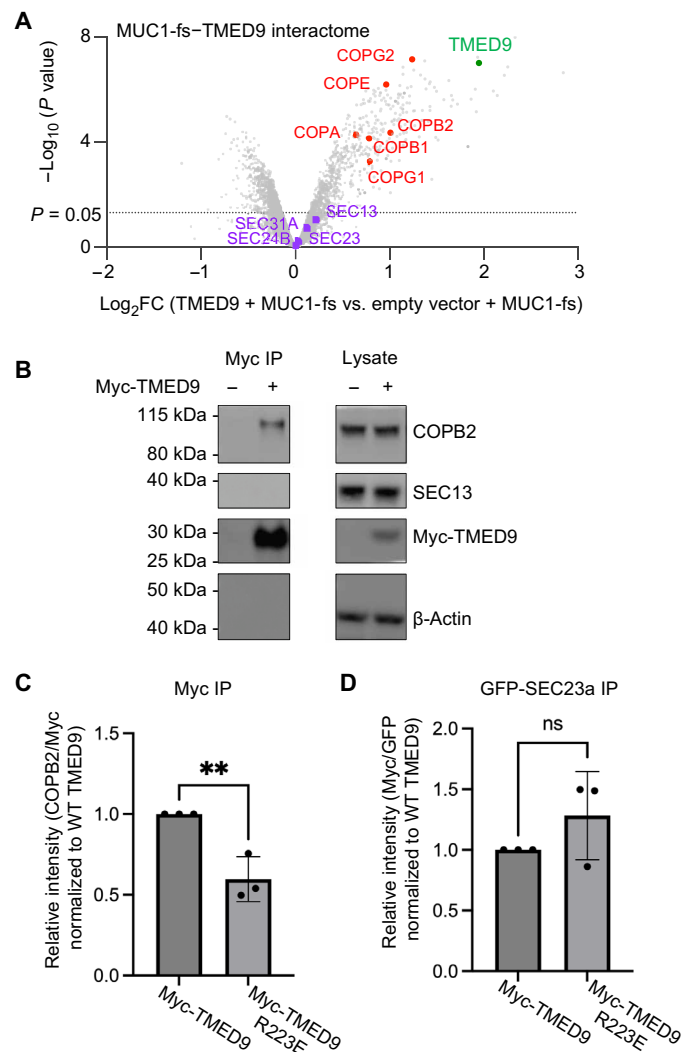 A
MUC1-fs−TMED9 interactome
−Log10 (P value)
8
4
P = 0.05
0
TMED9
COPG2
COPE
COPA
COPB2
COPB1
COPG1
SEC13
SEC31A
SEC24B
SEC23
−2 −1 0 1 2 3
Log2FC (TMED9 + MUC1-fs vs. empty vector + MUC1-fs)
B
Myc IP Lysate
Myc-TMED9 − + − +
115 kDa
80 kDa
COPB2
40 kDa
SEC13
30 kDa
25 kDa
Myc-TMED9
50 kDa
40 kDa
β-Actin
C
Myc IP
Relative intensity (COPB2/Myc
normalized to WT TMED9)
1.5
1.0
0.5
0.0
**
Myc-TMED9
Myc-TMED9
R223E
D
GFP-SEC23a IP
Relative intensity (Myc/GFP
normalized to WT TMED9)
2.0
1.5
1.0
0.5
0.0
ns
Myc-TMED9
Myc-TMED9
R223E